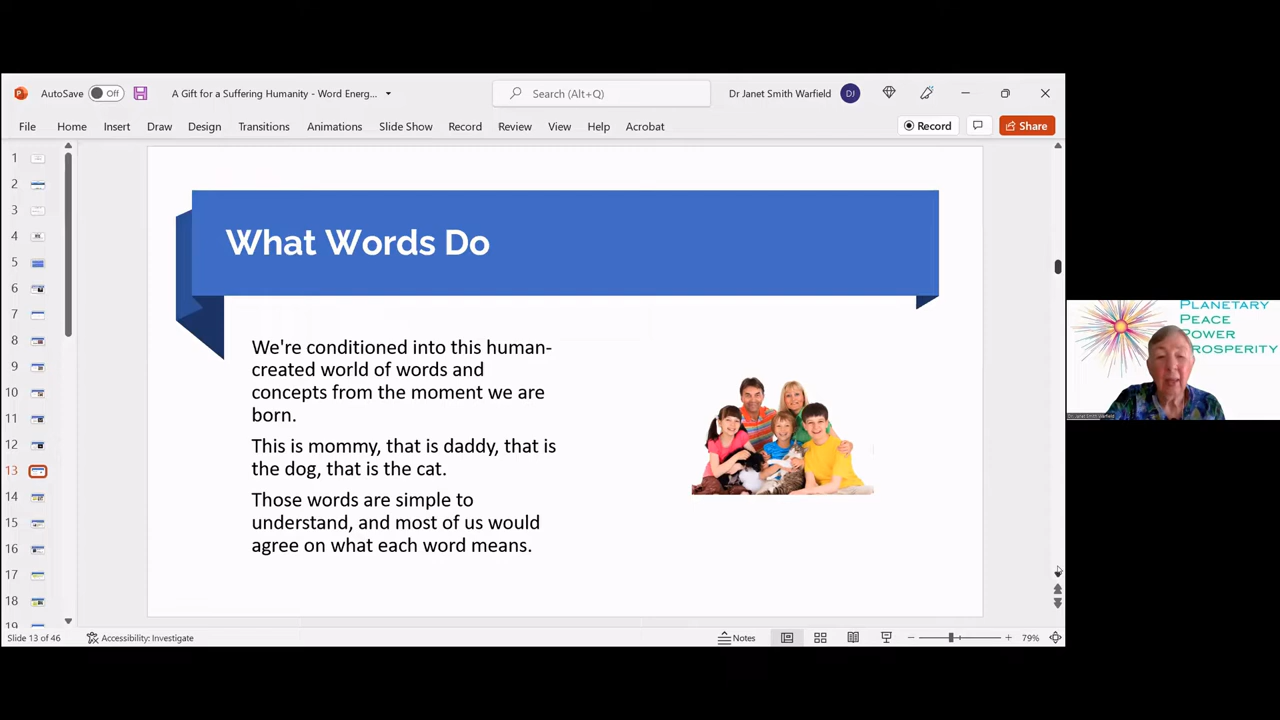 AutoSave Off A Gift for a Suffering Humanity - Word Energ... Search (Alt+Q) Dr Janet Smith Warfield DJ
File Home Insert Draw Design Transitions Animations Slide Show Record Review View Help Acrobat Record Share
1
2
3
4
5
6
7
8
9
10
11
12
13
14
15
16
17
18
19
What Words Do
We're conditioned into this human-
created world of words and
concepts from the moment we are
born.
This is mommy, that is daddy, that is
the dog, that is the cat.
Those words are simple to
understand, and most of us would
agree on what each word means.
Slide 13 of 46 Accessibility: Investigate Notes 79%
PLANETARY
PEACE
POWER
PROSPERITY
Dr. Janet Smith Warfield